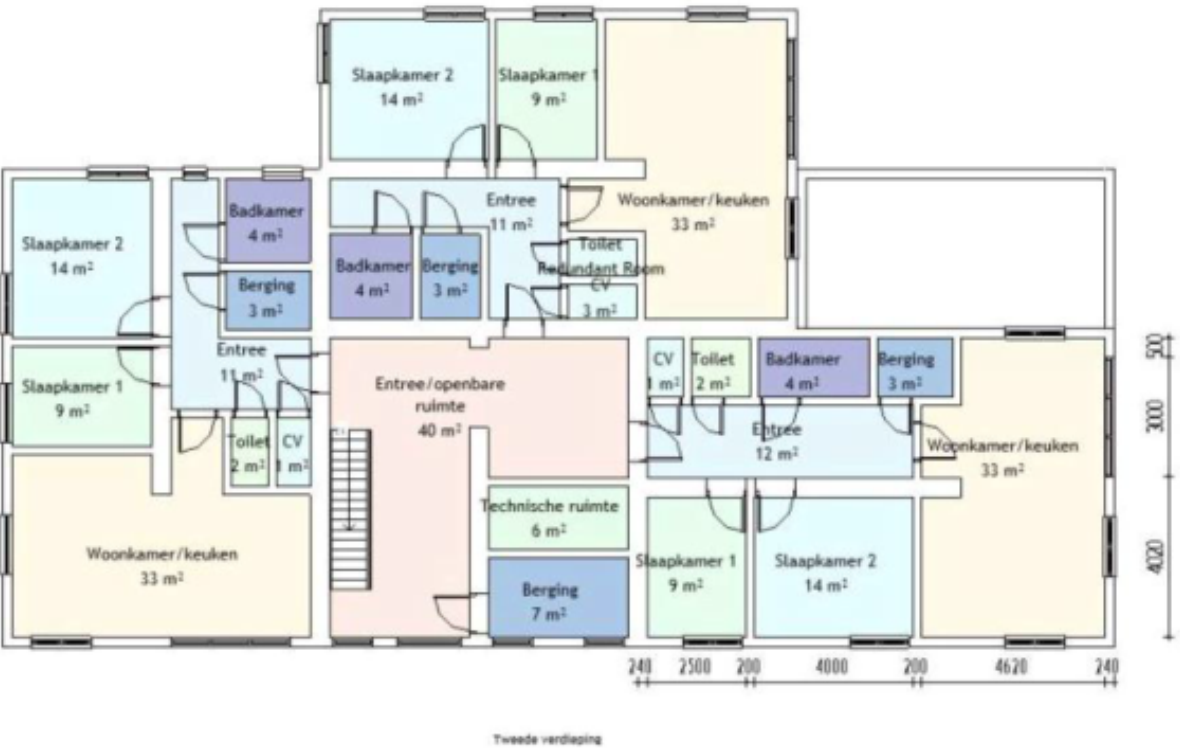 Slaapkamer 2
14 m²
Slaapkamer 1
9 m²
Woonkamer/keuken
33 m²
Entree
11 m²
Badkamer
4 m²
Berging
3 m²
Toilet
Redundant Room
CV
3 m²
Slaapkamer 2
14 m²
Badkamer
4 m²
Berging
3 m²
Entree
11 m²
Slaapkamer 1
9 m²
Toilet
2 m²
CV
1 m²
Woonkamer/keuken
33 m²
Entree/openbare
ruimte
40 m²
Technische ruimte
6 m²
Berging
7 m²
CV
1 m²
Toilet
2 m²
Badkamer
4 m²
Berging
3 m²
Entree
12 m²
Woonkamer/keuken
33 m²
Slaapkamer 1
9 m²
Slaapkamer 2
14 m²
500
3000
4020
240 2500 200 4000 200 4620 240
Tweede verdieping